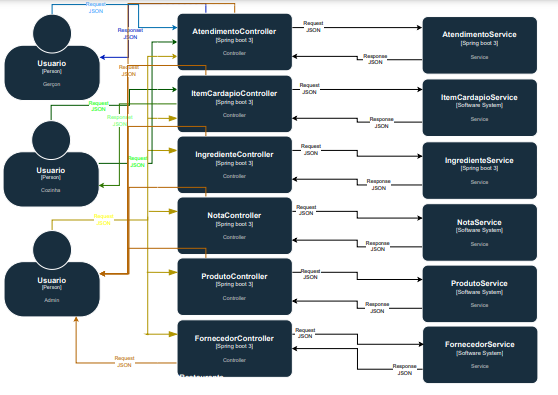 Request
JSON
Usuario
[Person]
Garçon
Response
JSON
AtendimentoController
[Spring boot 3]
Controller
Request
JSON
Response
JSON
AtendimentoService
[Spring boot 3]
Service
Request
JSON
Request
JSON
Response
JSON
ItemCardapioController
[Spring boot 3]
Controller
Request
JSON
Response
JSON
ItemCardapioService
[Software System]
Service
Usuario
[Person]
Cozinha
Request
JSON
IngredienteController
[Spring boot 3]
Controller
Request
JSON
Response
JSON
IngredienteService
[Spring boot 3]
Service
Request
JSON
NotaController
[Spring boot 3]
Controller
Request
JSON
Response
JSON
NotaService
[Software System]
Service
Usuario
[Person]
Admin
ProdutoController
[Spring boot 3]
Controller
Request
JSON
Response
JSON
ProdutoService
[Software System]
Service
Request
JSON
FornecedorController
[Spring boot 3]
Controller
Request
JSON
Response
JSON
FornecedorService
[Software System]
Service